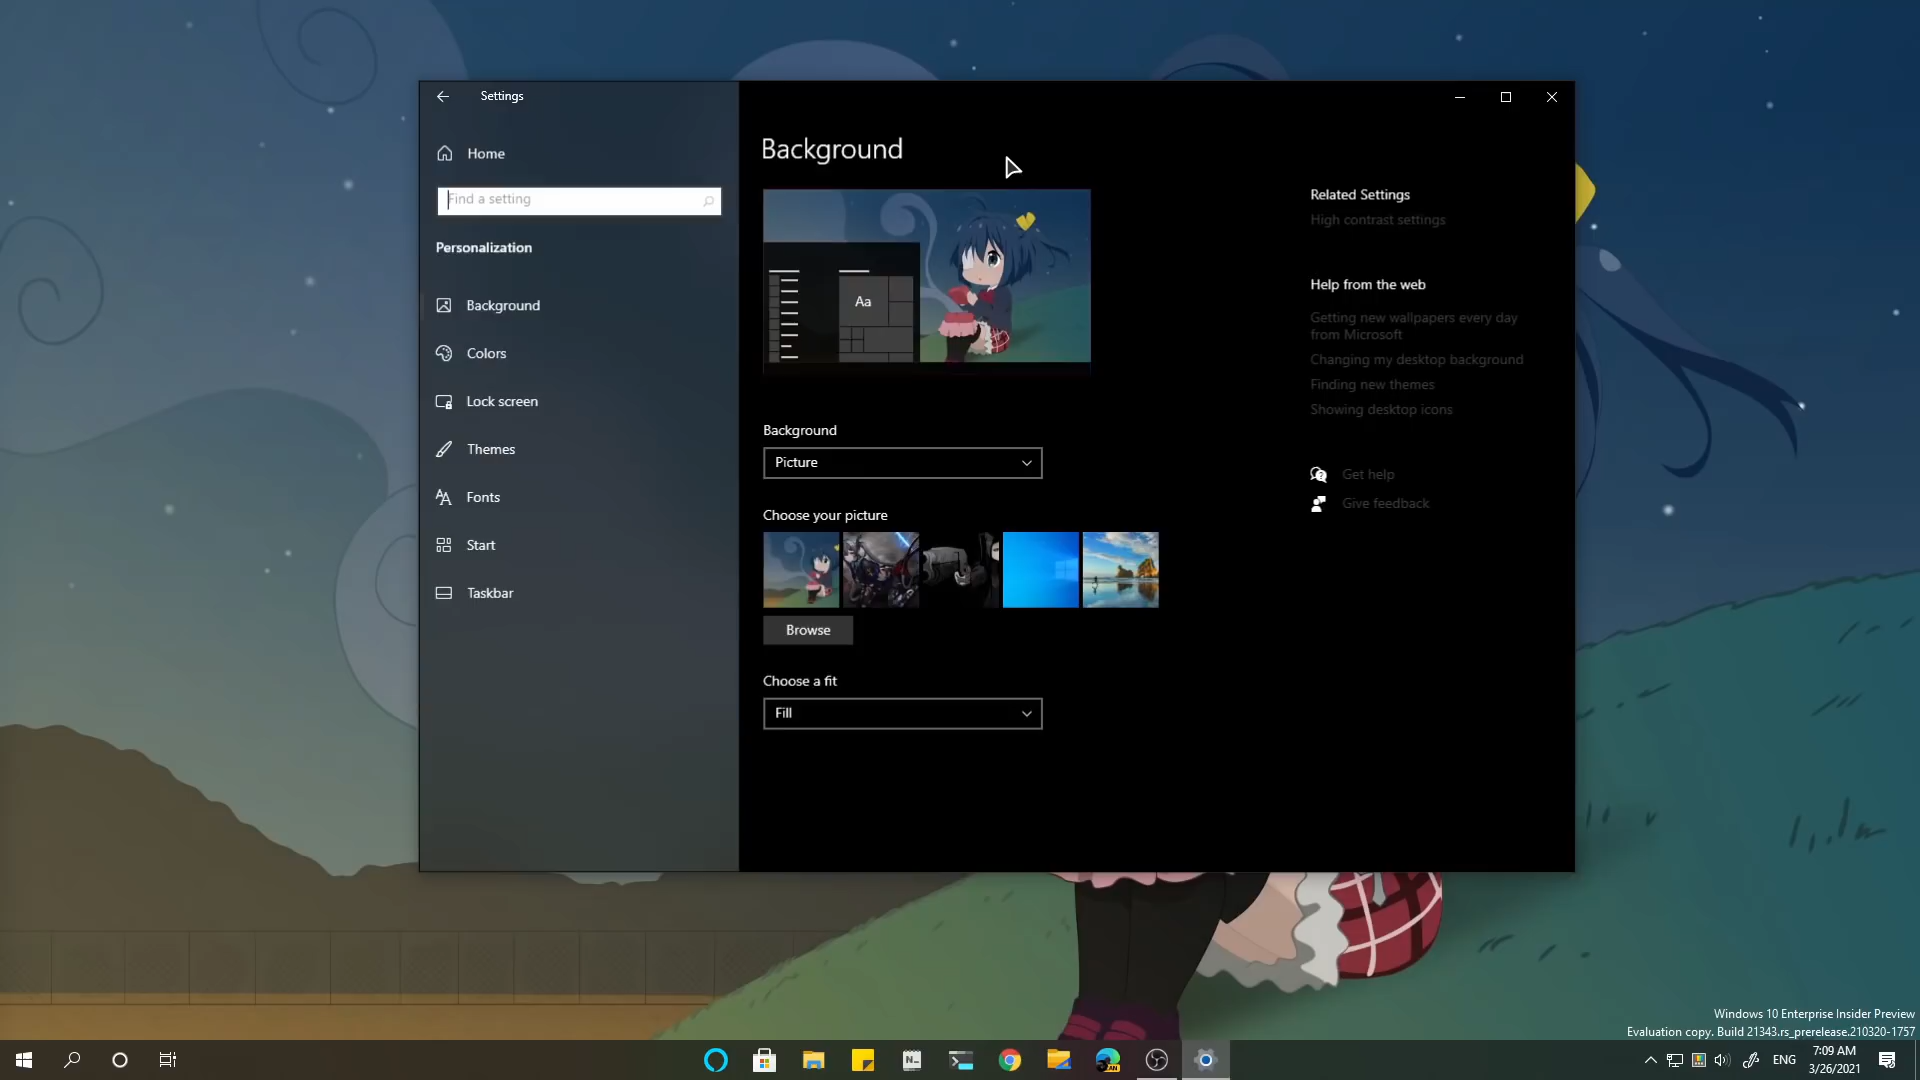 Settings
Home
Find a setting
Personalization
Background
Colors
Lock screen
Themes
Fonts
Start
Taskbar
Background
Aa
Background
Picture
Choose your picture
Browse
Choose a fit
Fill
Related Settings
High contrast settings
Help from the web
Getting new wallpapers every day
from Microsoft
Changing my desktop background
Finding new themes
Showing desktop icons
Get help
Give feedback
Windows 10 Enterprise Insider Preview
Evaluation copy. Build 21343.rs_prerelease.210320-1757
ENG
7:09 AM
3/26/2021